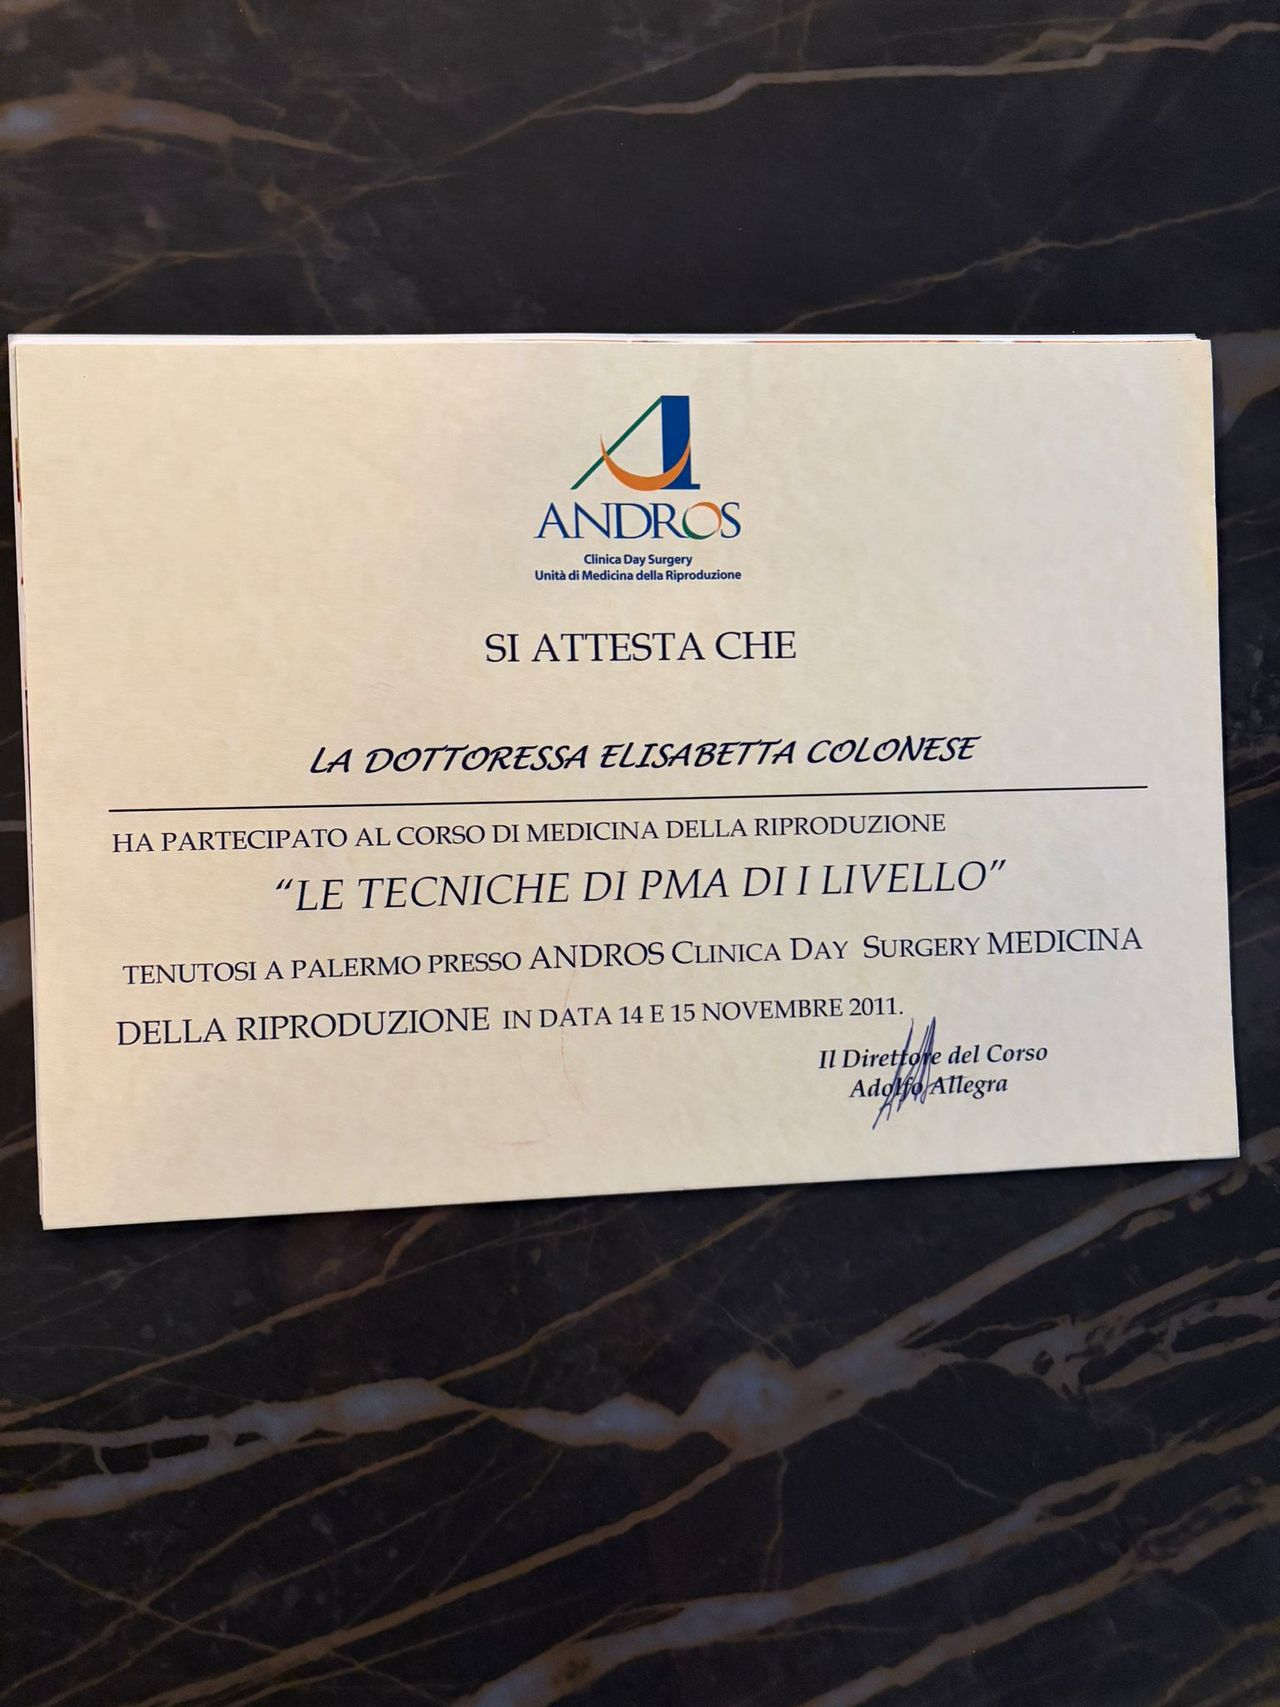 ANDROS
Clinica Day Surgery
Unità di Medicina della Riproduzione
SI ATTESTA CHE
LA DOTTORESSA ELISABETTA COLONESE
HA PARTECIPATO AL CORSO DI MEDICINA DELLA RIPRODUZIONE
“LE TECNICHE DI PMA DI I LIVELLO”
TENUTOSI A PALERMO PRESSO ANDROS CLINICA DAY SURGERY MEDICINA
DELLA RIPRODUZIONE IN DATA 14 E 15 NOVEMBRE 2011.
Il Direttore del Corso
Adolfo Allegra